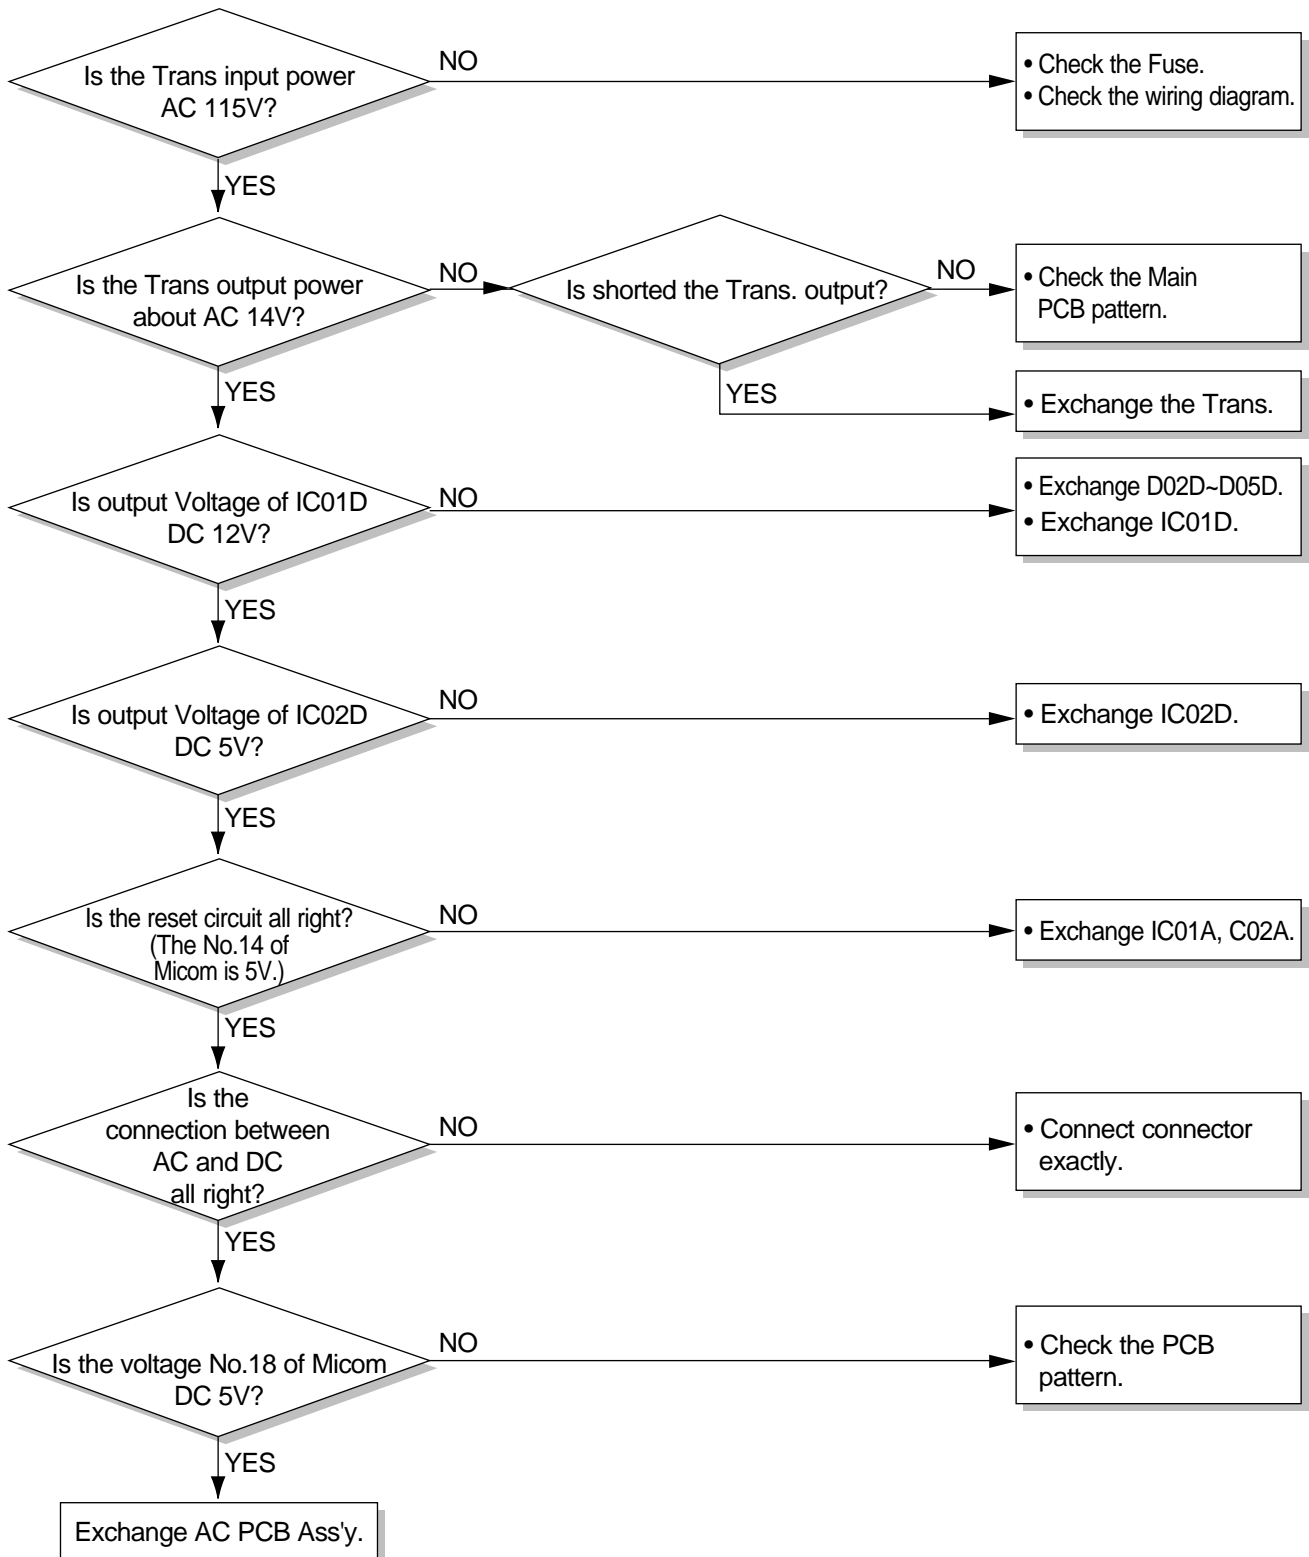 Is the Trans input power
AC 115V?
NO
• Check the Fuse.
• Check the wiring diagram.
YES
Is the Trans output power
about AC 14V?
NO
Is shorted the Trans. output?
NO
• Check the Main
PCB pattern.
YES
YES
• Exchange the Trans.
Is output Voltage of IC01D
DC 12V?
NO
• Exchange D02D~D05D.
• Exchange IC01D.
YES
Is output Voltage of IC02D
DC 5V?
NO
• Exchange IC02D.
YES
Is the reset circuit all right?
(The No.14 of
Micom is 5V.)
NO
• Exchange IC01A, C02A.
YES
Is the
connection between
AC and DC
all right?
NO
• Connect connector
exactly.
YES
Is the voltage No.18 of Micom
DC 5V?
NO
• Check the PCB
pattern.
YES
Exchange AC PCB Ass'y.